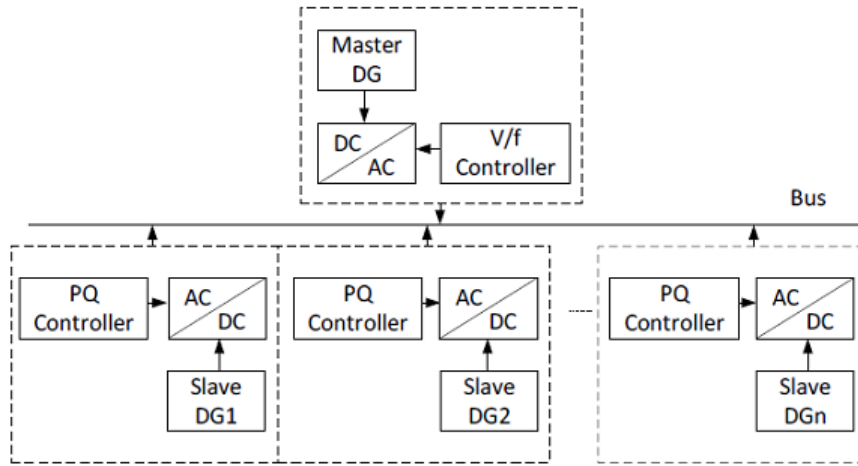 Master
DG
DC
AC
V/f
Controller
Bus
PQ
Controller
AC
DC
Slave
DG1
PQ
Controller
AC
DC
Slave
DG2
PQ
Controller
AC
DC
Slave
DGn